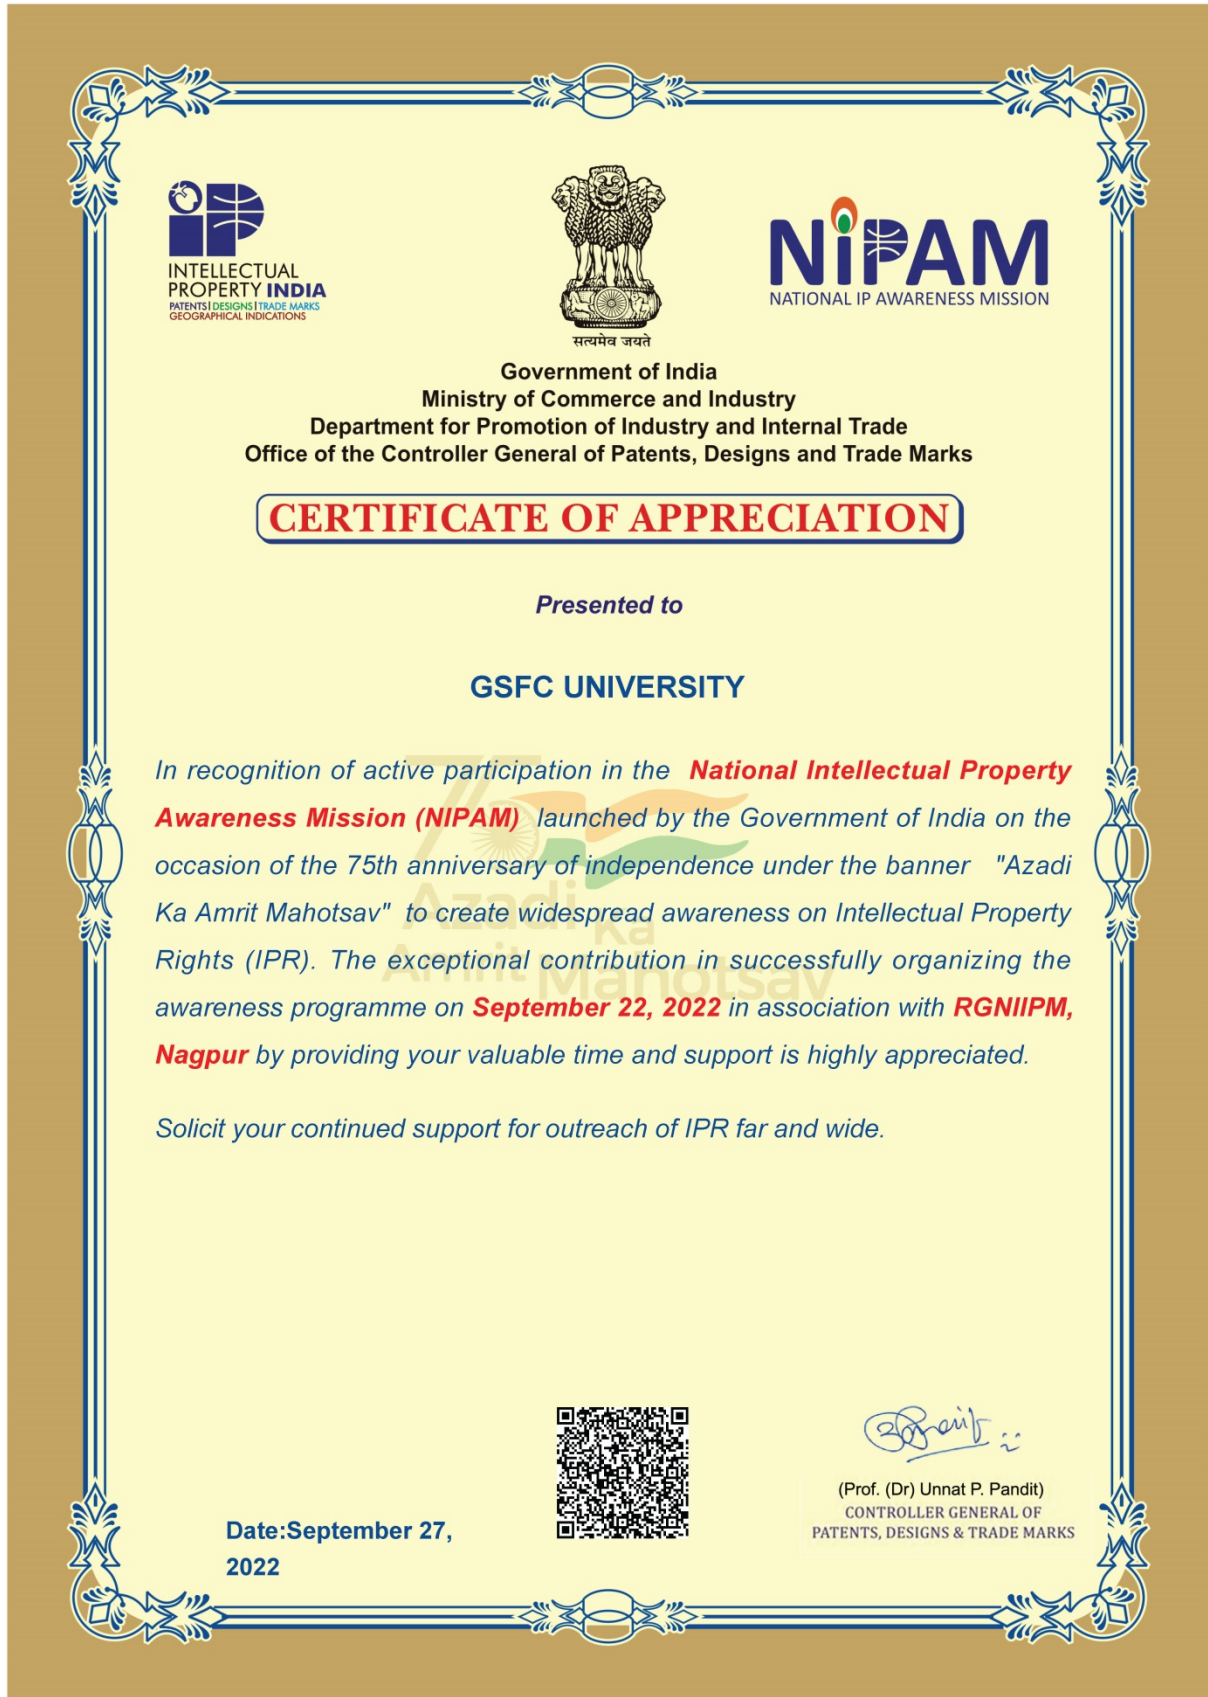 INTELLECTUAL
PROPERTY INDIA
PATENTS | DESIGNS | TRADE MARKS
GEOGRAPHICAL INDICATIONS
सत्यमेव जयते
NiPAM
NATIONAL IP AWARENESS MISSION
Government of India
Ministry of Commerce and Industry
Department for Promotion of Industry and Internal Trade
Office of the Controller General of Patents, Designs and Trade Marks
CERTIFICATE OF APPRECIATION
Presented to
GSFC UNIVERSITY
In recognition of active participation in the National Intellectual Property
Awareness Mission (NIPAM) launched by the Government of India on the
occasion of the 75th anniversary of independence under the banner "Azadi
Ka Amrit Mahotsav" to create widespread awareness on Intellectual Property
Rights (IPR). The exceptional contribution in successfully organizing the
awareness programme on September 22, 2022 in association with RGNIIPM,
Nagpur by providing your valuable time and support is highly appreciated.
Solicit your continued support for outreach of IPR far and wide.
75
Azadi
Ka
Amrit
Mahotsav
Date:September 27,
2022
(Prof. (Dr) Unnat P. Pandit)
CONTROLLER GENERAL OF
PATENTS, DESIGNS & TRADE MARKS